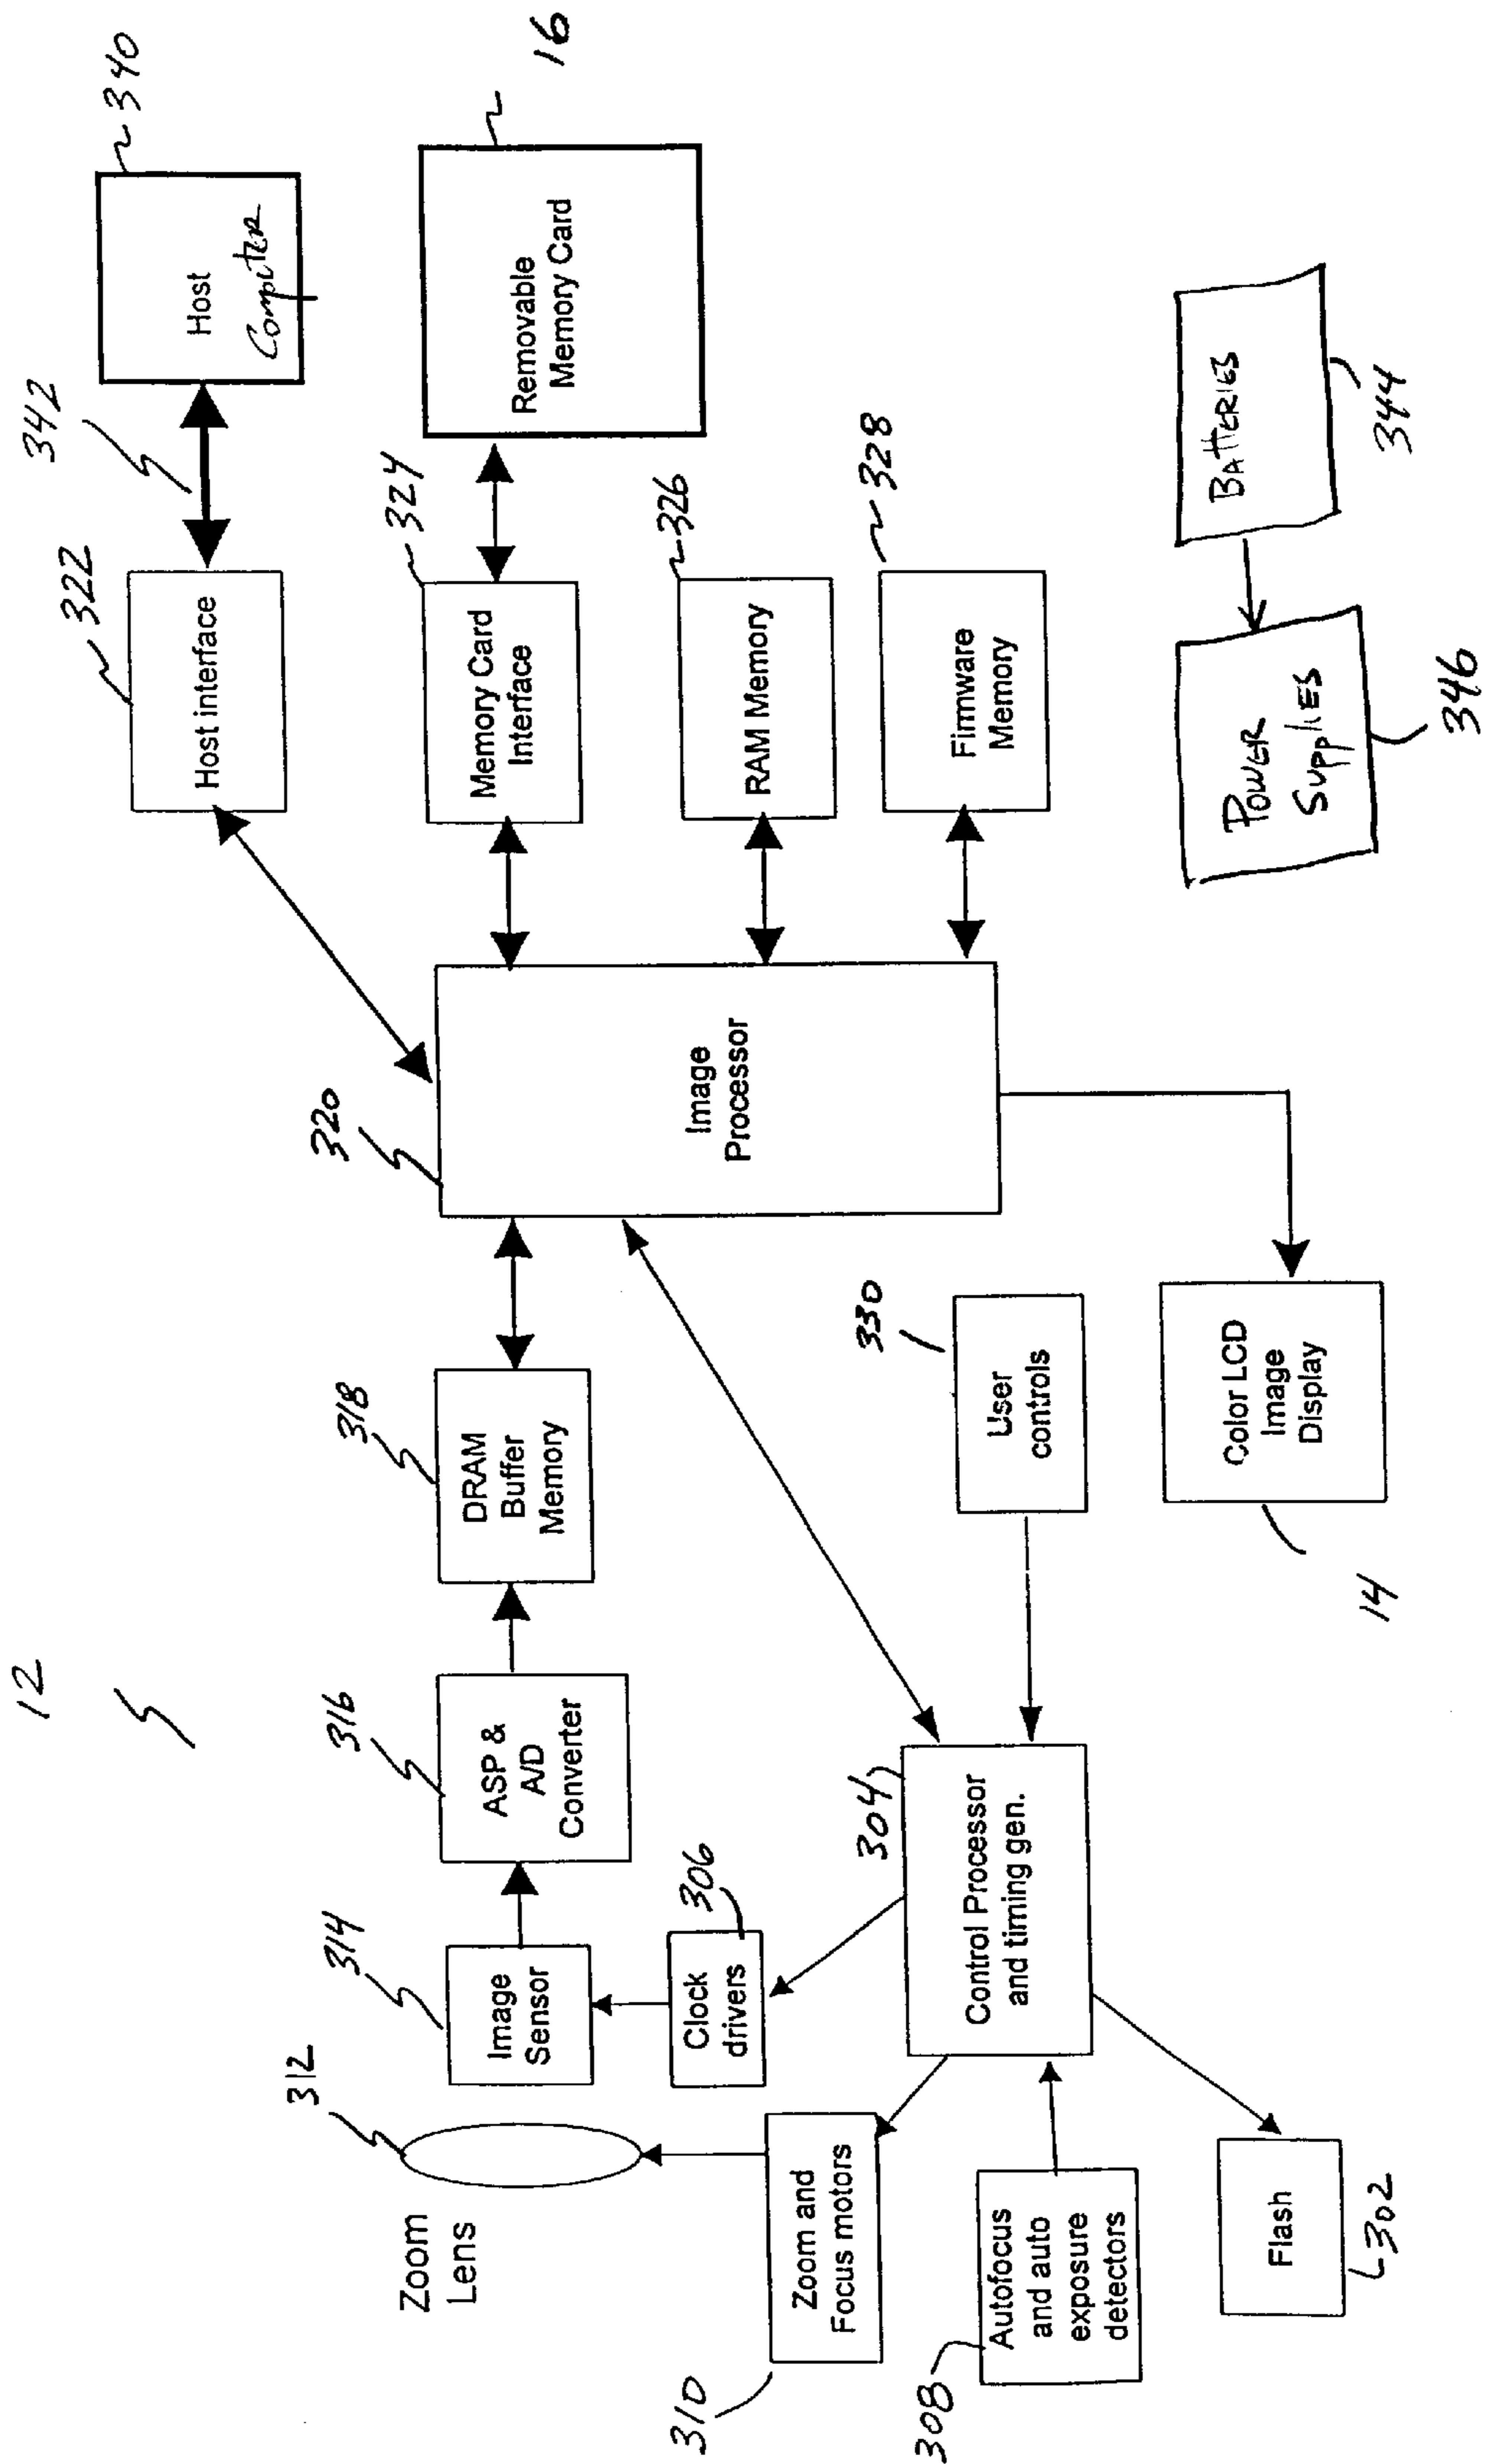 12
Zoom
Lens
312
314
Image
Sensor
316
ASP &
A/D
Converter
318
DRAM
Buffer
Memory
320
Image
Processor
322
Host interface
342
340
Host
Computer
324
Memory Card
Interface
16
Removable
Memory Card
326
RAM Memory
328
Firmware
Memory
310
Zoom and
Focus motors
306
Clock
drivers
304
Control Processor
and timing gen.
330
User
controls
308
Autofocus
and auto
exposure
detectors
302
Flash
14
Color LCD
Image
Display
346
Power
Supplies
344
Batteries